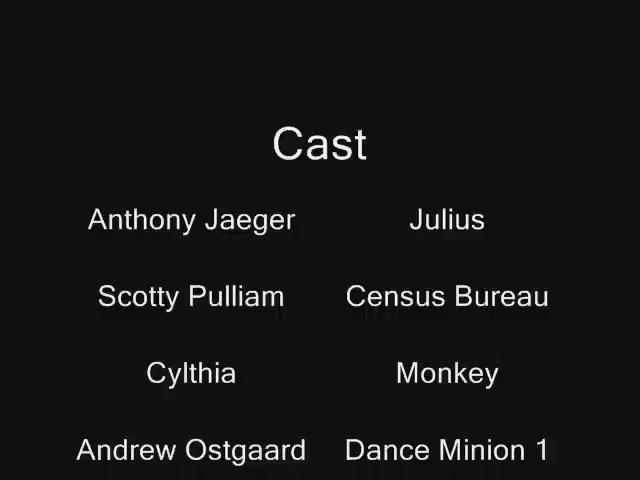 Cast
Anthony Jaeger Julius
Scotty Pulliam Census Bureau
Cylthia Monkey
Andrew Ostgaard Dance Minion 1